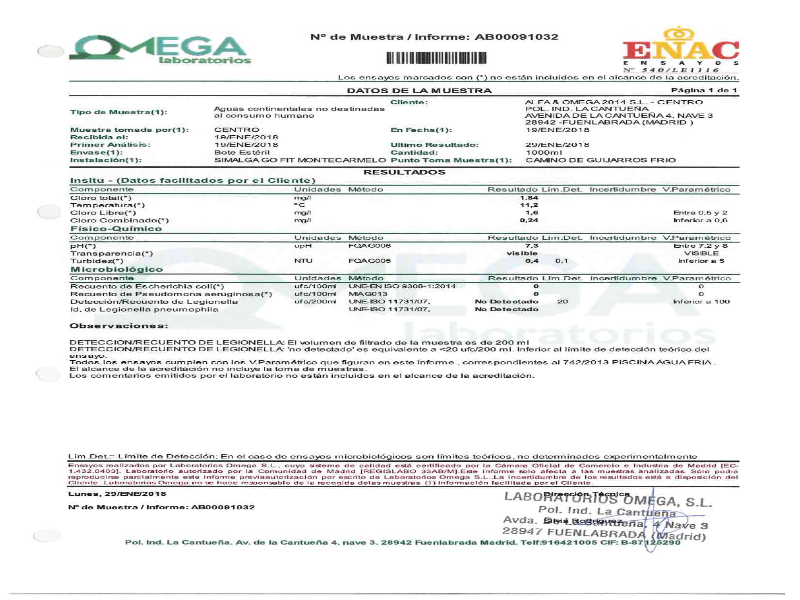 OMEGA
laboratorios
Nº de Muestra / Informe: AB00091032
ENAC
ENSAYOS
Nº 540/LE1116
Los ensayos marcados con (*) no están incluidos en el alcance de la acreditación.
DATOS DE LA MUESTRA Página 1 de 1
Tipo de Muestra(1): Aguas continentales no destinadas al consumo humano Cliente: ALFA & OMEGA 2014 S.L. - CENTRO
POL. IND. LA CANTUEÑA
AVENIDA DE LA CANTUEÑA 4, NAVE 3
28942 -FUENLABRADA (MADRID )
Muestra tomada por(1): CENTRO En Fecha(1): 19/ENE/2018
Recibida el: 19/ENE/2018
Primer Análisis: 19/ENE/2018 Ultimo Resultado: 29/ENE/2018
Envase(1): Bote Estéril Cantidad: 1000ml
Instalación(1): SIMALGA GO FIT MONTECARMELO Punto Toma Muestra(1): CAMINO DE GUIJARROS FRIO
RESULTADOS
Insitu - (Datos facilitados por el Cliente)
Componente Unidades Método Resultado Lim.Det. Incertidumbre V.Paramétrico
Cloro total(*) mg/l 1,84
Temperatura(*) °C 11,2
Cloro Libre(*) mg/l 1,6 Entre 0.5 y 2
Cloro Combinado(*) mg/l 0,24 Inferior a 0,6
Físico-Químico
Componente Unidades Método Resultado Lim.Det. Incertidumbre V.Paramétrico
pH(*) upH FQAG006 7,3 Entre 7.2 y 8
Transparencia(*) visible VISIBLE
Turbidez(*) NTU FQAG005 0,4 0,1 Inferior a 5
Microbiológico
Componente Unidades Método Resultado Lim.Det. Incertidumbre V.Paramétrico
Recuento de Escherichia coli(*) ufc/100ml UNE-EN ISO 9308-1:2014 0 0
Recuento de Pseudomona aeruginosa(*) ufc/100ml MIAG013 0 0
Detección/Recuento de Legionella ufc/200ml UNE-ISO 11731/07, No Detectado 20 Inferior a 100
Id. de Legionella pneumophila UNE-ISO 11731/07, No Detectado
Observaciones:
DETECCION/RECUENTO DE LEGIONELLA: El volumen de filtrado de la muestra es de 200 ml
DETECCION/RECUENTO DE LEGIONELLA: 'no detectado' es equivalente a <20 ufc/200 ml. Inferior al límite de detección teórico del
ensayo.
Todos los ensayos cumplen con los V.Paramétrico que figuran en este informe , correspondientes al 742/2013 PISCINA AGUA FRIA .
El alcance de la acreditación no incluye la toma de muestras.
Los comentarios emitidos por el laboratorio no están incluidos en el alcance de la acreditación.
Lim.Det.= Límite de Detección; En el caso de ensayos microbiológicos son límites teóricos, no determinados experimentalmente
Ensayos realizados por Laboratorios Omega S.L., cuyo sistema de calidad está certificado por la Cámara Oficial de Comercio e Industria de Madrid [EC-
1.432.0403]. Laboratorio autorizado por la Comunidad de Madrid [REGISLABO 33AB/M].Este informe solo afecta a las muestras analizadas. Sólo podrá
reproducirse parcialmente este informe previa autorización por escrito de Laboratorios Omega S.L..La incertidumbre de los resultados está a disposición del
Cliente. Laboratorios Omega no se hace responsable de la recogida de las muestras. (1) Información facilitada por el Cliente.
Lunes, 29/ENE/2018
Dirección Técnica
LABORATORIOS OMEGA, S.L.
Nº de Muestra / Informe: AB00091032
Pol. Ind. La Cantueña
Avda. Cantueña, 4 Nave 3
28947 FUENLABRADA (Madrid)
Pol. Ind. La Cantueña. Av. de la Cantueña 4, nave 3. 28942 Fuenlabrada Madrid. Telf:916421005 CIF: B-87125290